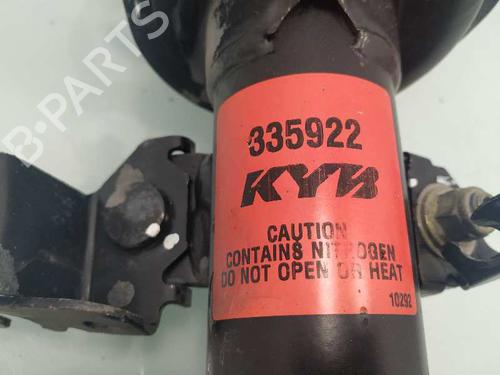 335922
KYB
CAUTION
CONTAINS NITROGEN
DO NOT OPEN OR HEAT
10292
B-PARTS